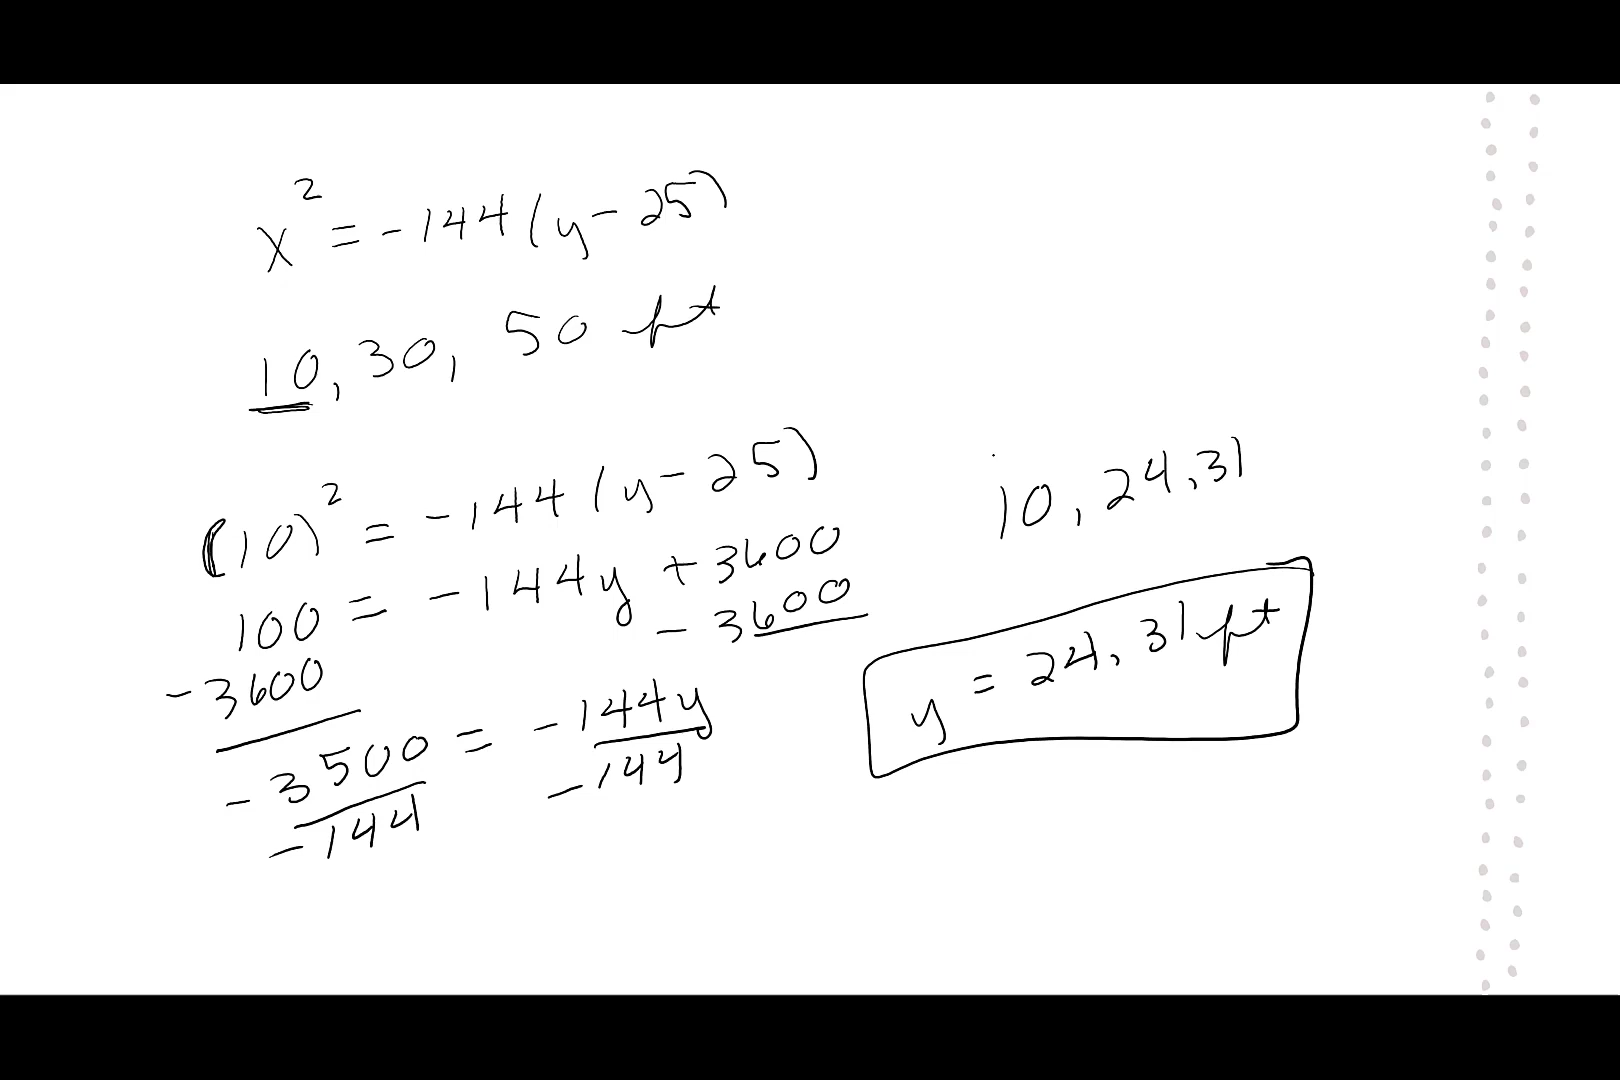 x² = -144(y-25)
10, 30, 50 ft
(10)² = -144(y-25)
100 = -144y + 3600
-3600 -3600
-3500 = -144y
-144 -144
10, 24.31
y = 24.31 ft